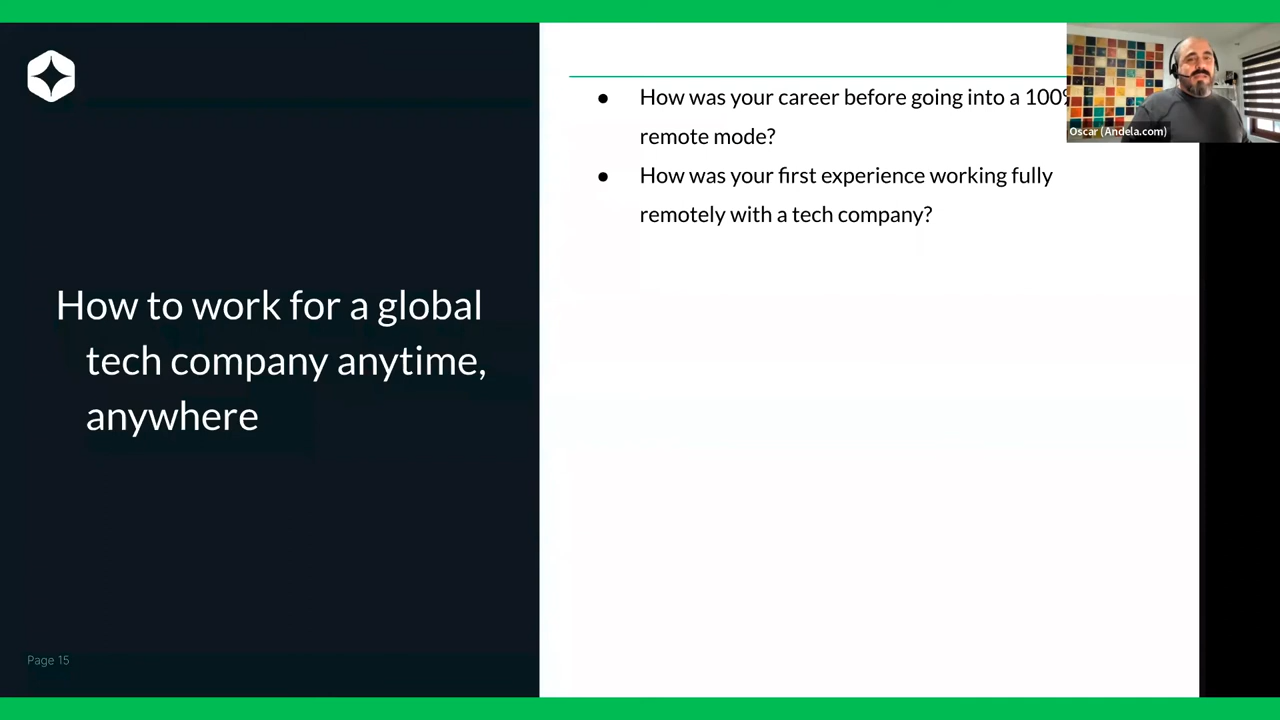 How to work for a global
tech company anytime,
anywhere
Page 15
● How was your career before going into a 100%
remote mode?
● How was your first experience working fully
remotely with a tech company?
Oscar (Andela.com)